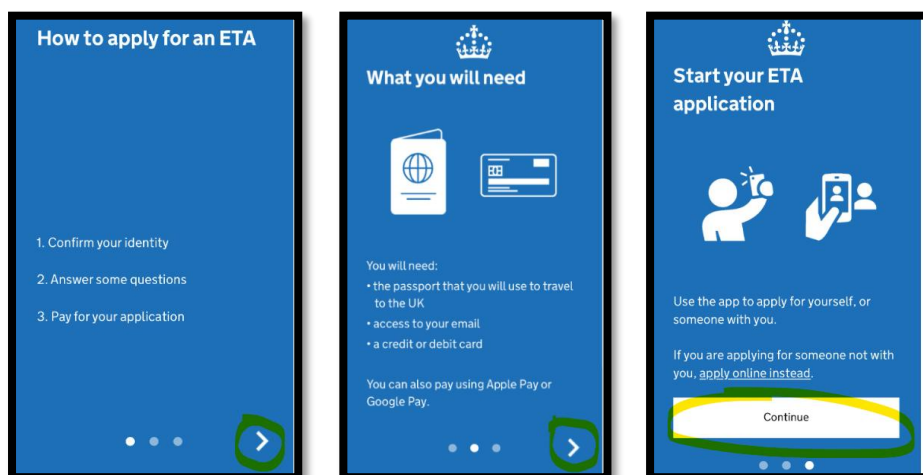 How to apply for an ETA
1. Confirm your identity
2. Answer some questions
3. Pay for your application
What you will need
You will need:
• the passport that you will use to travel
to the UK
• access to your email
• a credit or debit card
You can also pay using Apple Pay or
Google Pay.
Start your ETA
application
Use the app to apply for yourself, or
someone with you.
If you are applying for someone not with
you, apply online instead.
Continue